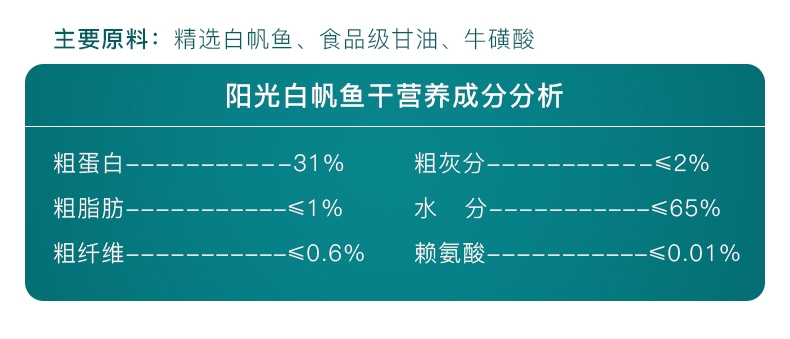 主要原料：精选白帆鱼、食品级甘油、牛磺酸
阳光白帆鱼干营养成分分析
粗蛋白-----------31%
粗灰分-----------≤2%
粗脂肪-----------≤1%
水 分-----------≤65%
粗纤维-----------≤0.6%
赖氨酸-----------≤0.01%